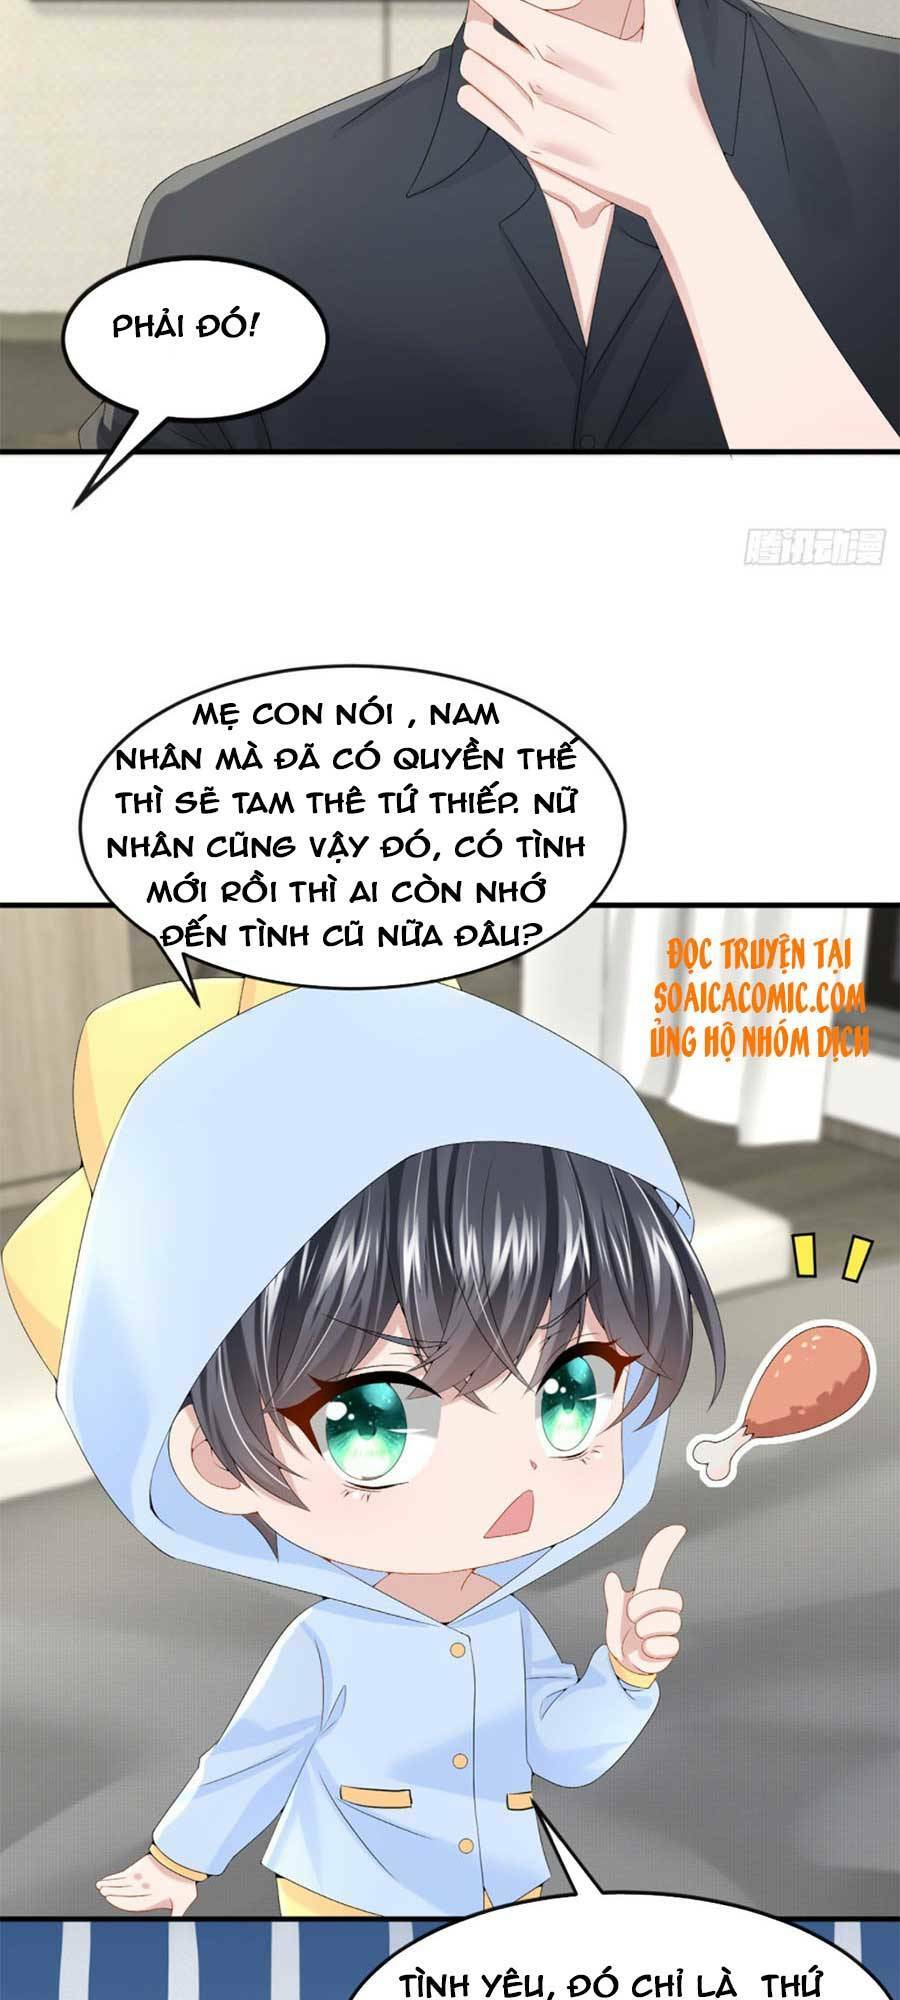 PHẢI ĐÓ!
腾讯动漫
MẸ CON NÓI , NAM
NHÂN MÀ ĐÃ CÓ QUYỀN THẾ
THÌ SẼ TAM THÊ TỨ THIẾP. NỮ
NHÂN CŨNG VẬY ĐÓ, CÓ TÌNH
MỚI RỒI THÌ AI CÒN NHỚ
ĐẾN TÌNH CŨ NỮA ĐÂU?
ĐỌC TRUYỆN TẠI
SOAICACOMIC.COM
ỦNG HỘ NHÓM DỊCH
TÌNH YÊU, ĐÓ CHỈ LÀ THỨ